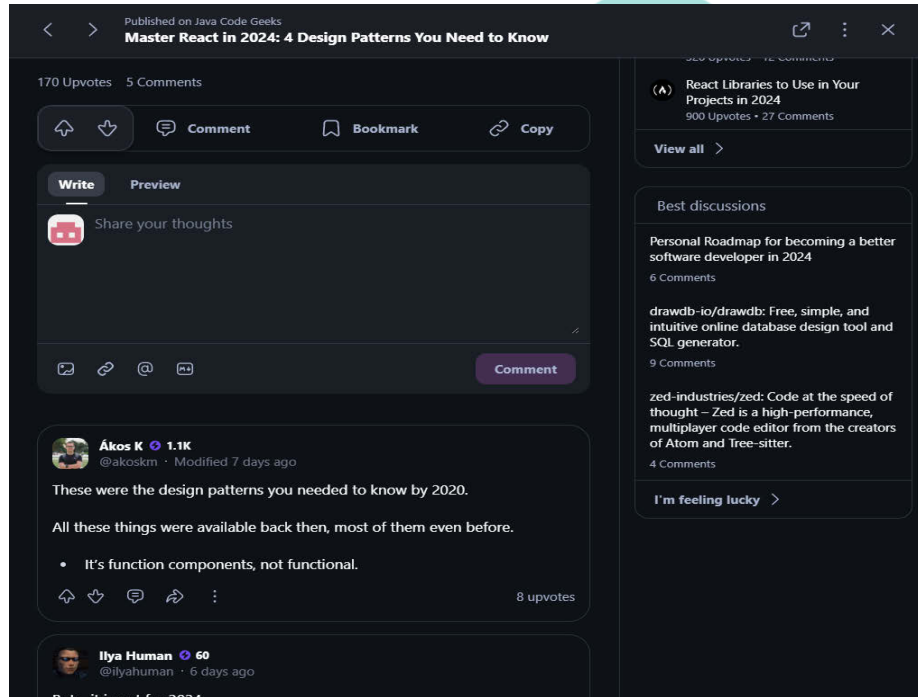 Published on Java Code Geeks
Master React in 2024: 4 Design Patterns You Need to Know
170 Upvotes 5 Comments
Comment
Bookmark
Copy
Write
Preview
Share your thoughts
Comment
Ákos K 1.1K
@akoskm · Modified 7 days ago
These were the design patterns you needed to know by 2020.
All these things were available back then, most of them even before.
• It's function components, not functional.
8 upvotes
Ilya Human 60
@ilyahuman · 6 days ago
React Libraries to Use in Your
Projects in 2024
900 Upvotes • 27 Comments
View all
Best discussions
Personal Roadmap for becoming a better
software developer in 2024
6 Comments
drawdb-io/drawdb: Free, simple, and
intuitive online database design tool and
SQL generator.
9 Comments
zed-industries/zed: Code at the speed of
thought – Zed is a high-performance,
multiplayer code editor from the creators
of Atom and Tree-sitter.
4 Comments
I'm feeling lucky